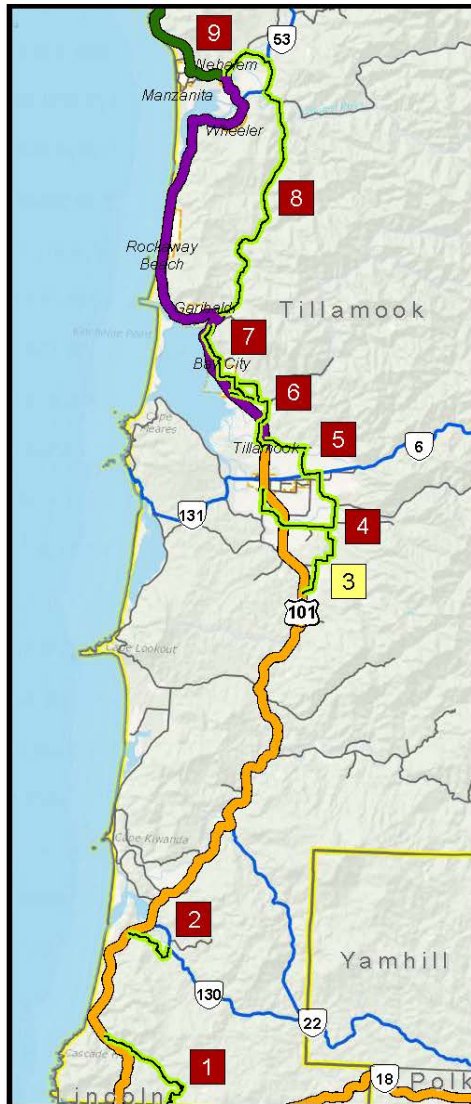 9
53
Nehalem
Manzanita
Wheeler
8
Rockaway
Beach
Garibaldi
Tillamook
7
Bay City
6
Cape
Meares
Tillamook
5
6
131
4
3
101
Cape Lookout
Cape Kiwanda
2
Yamhill
130
22
1
Lincoln
18
Polk